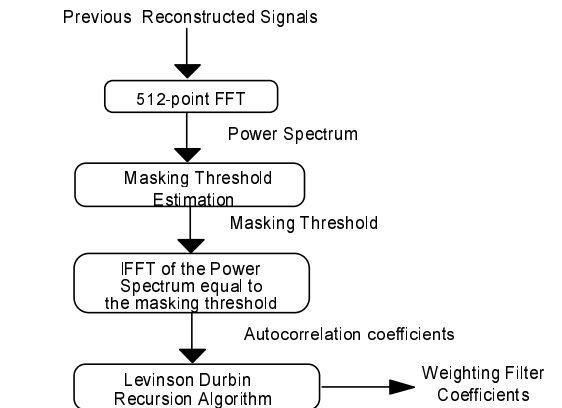 Previous Reconstructed Signals
512-point FFT
Power Spectrum
Masking Threshold
Estimation
Masking Threshold
IFFT of the Power
Spectrum equal to
the masking threshold
Autocorrelation coefficients
Levinson Durbin
Recursion Algorithm
Weighting Filter
Coefficients